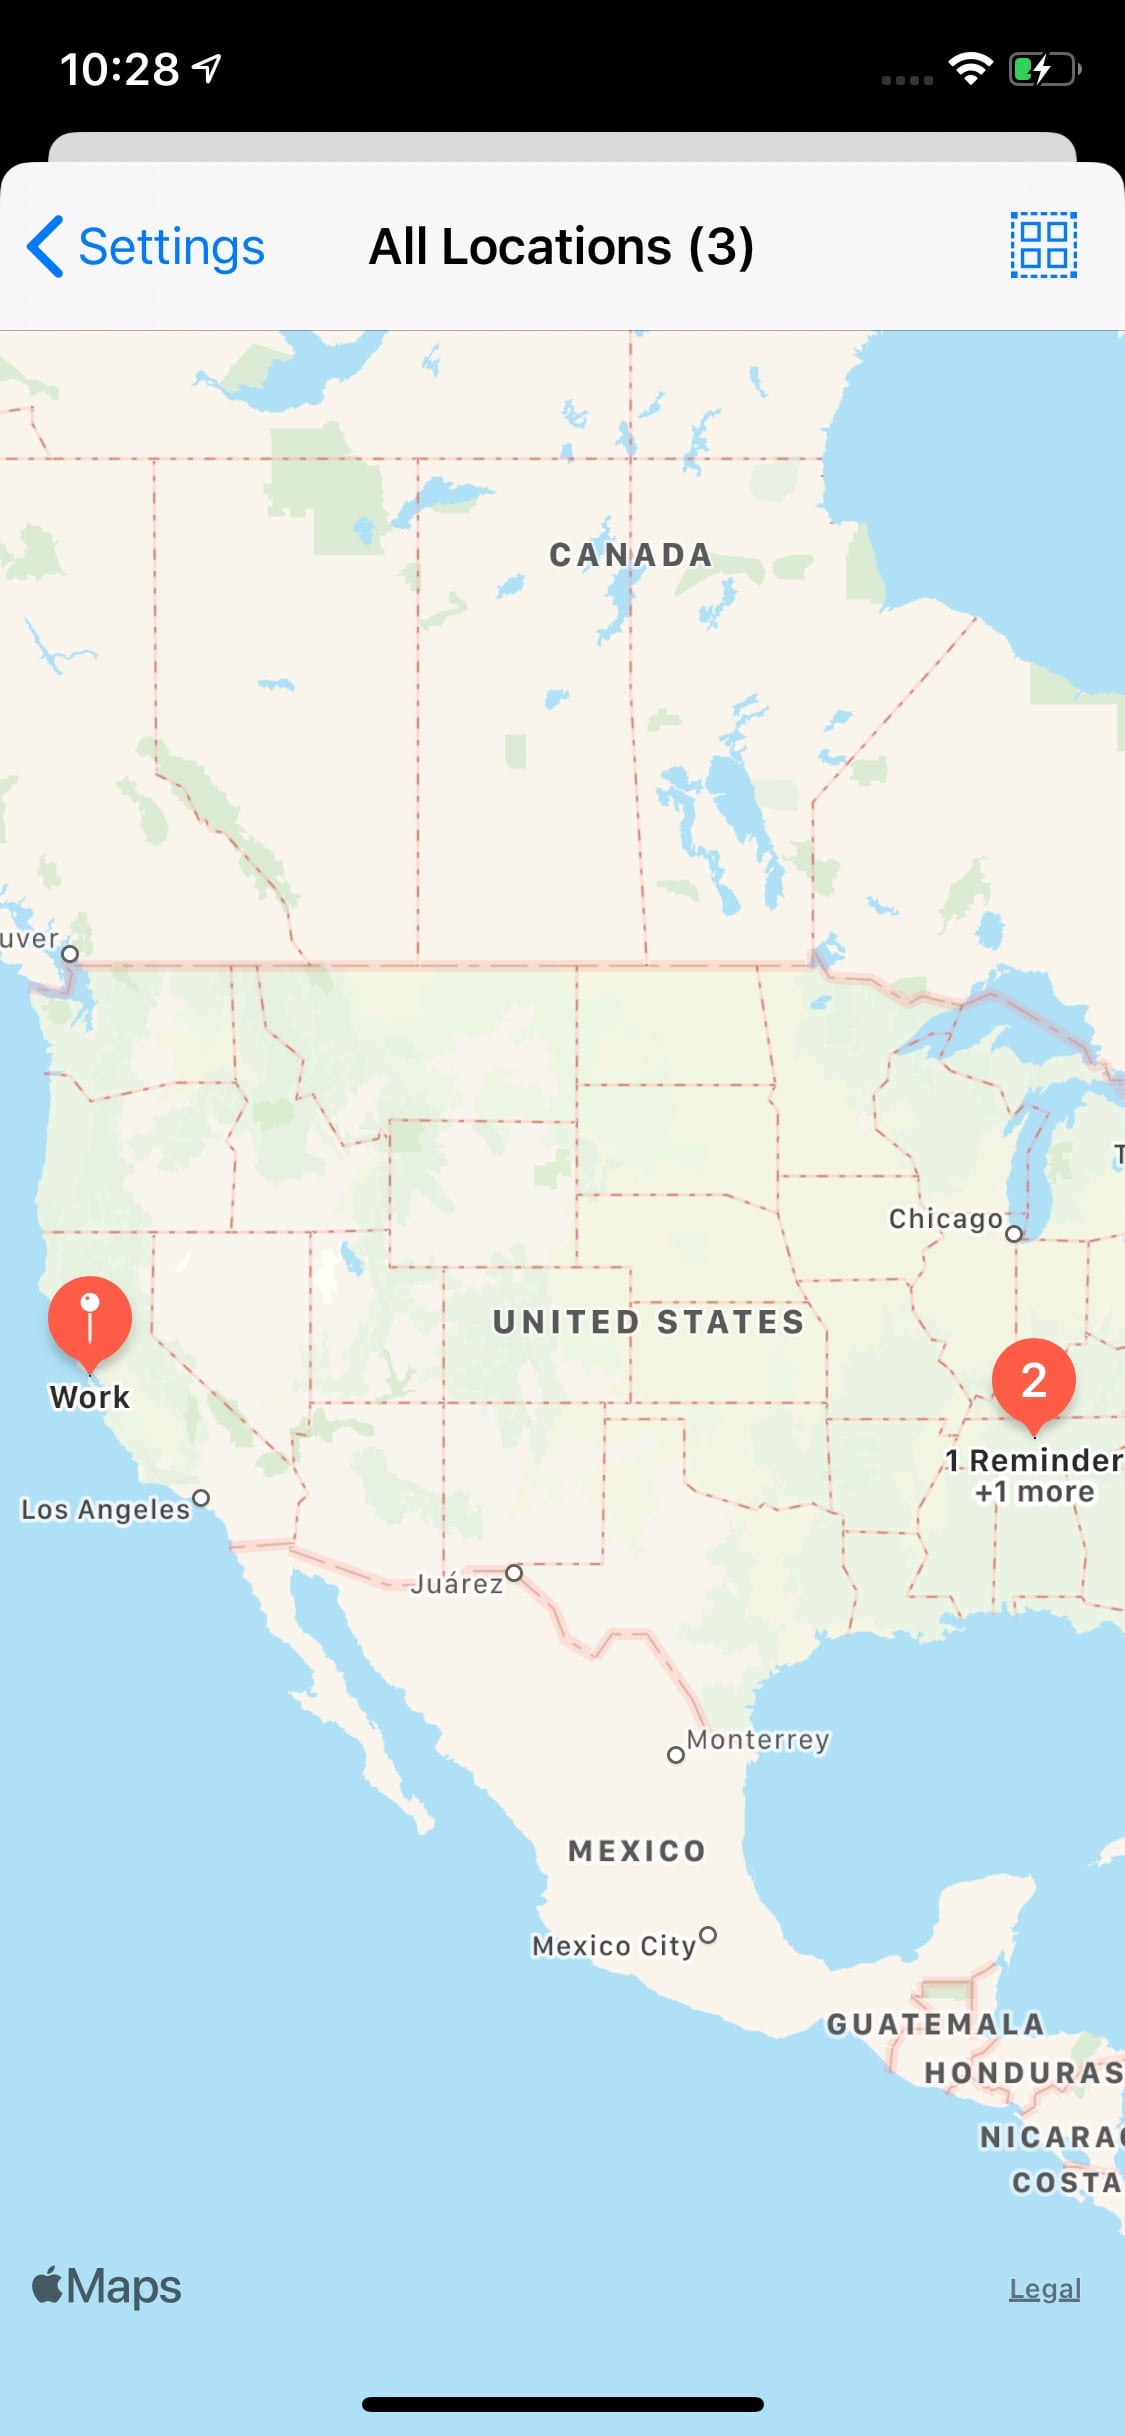 10:28
Settings
All Locations (3)
CANADA
uver
Chicago
UNITED STATES
2
Work
1 Reminder
+1 more
Los Angeles
Juárez
Monterrey
MEXICO
Mexico City
GUATEMALA
HONDURAS
NICARA
COSTA
Maps
Legal